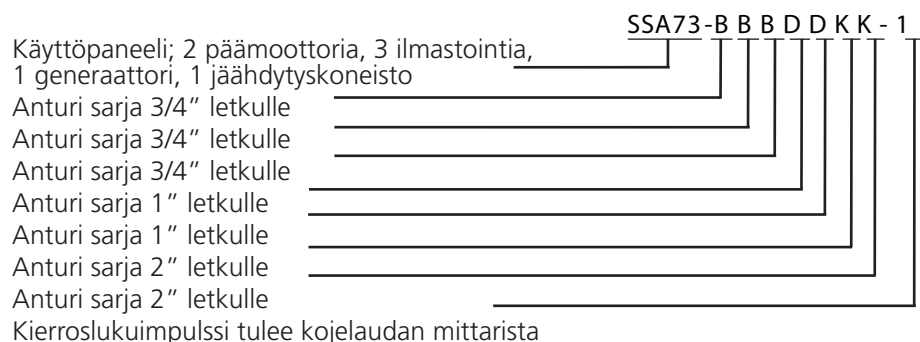 SSA73-BBBDDKK-1
Käyttöpaneeli; 2 päämoottoria, 3 ilmastointia,
1 generaattori, 1 jäähdytyskoneisto
Anturi sarja 3/4” letkulle
Anturi sarja 3/4” letkulle
Anturi sarja 3/4” letkulle
Anturi sarja 1” letkulle
Anturi sarja 1” letkulle
Anturi sarja 2” letkulle
Anturi sarja 2” letkulle
Kierroslukuimpulssi tulee kojelaudan mittarista